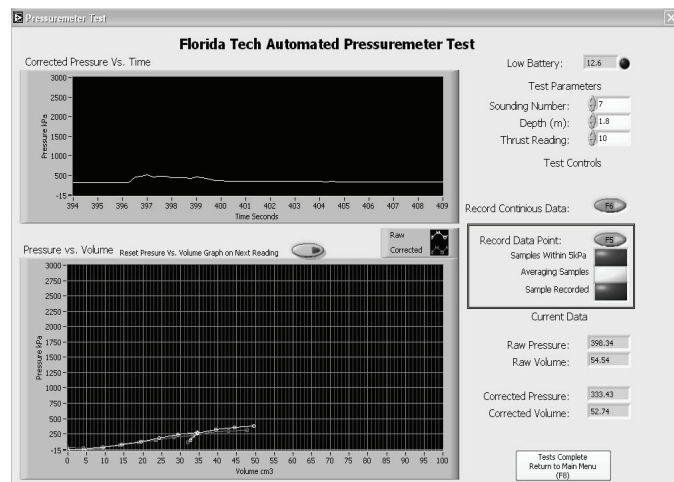 Pressuremeter Test
Florida Tech Automated Pressuremeter Test
Corrected Pressure Vs. Time
3000
2500
2000
1500
1000
500
-15
Pressure kPa
394 395 396 397 398 399 400 401 402 403 404 405 406 407 408 409
Time Seconds
Low Battery: 12.6
Test Parameters
Sounding Number: 7
Depth (m): 1.8
Thrust Reading: 10
Test Controls
Record Continious Data: F6
Pressure vs. Volume
Reset Presure Vs. Volume Graph on Next Reading
Raw
Corrected
3000
2750
2500
2250
2000
1750
1500
1250
1000
750
500
250
-15
Pressure kPa
0 5 10 15 20 25 30 35 40 45 50 55 60 65 70 75 80 85 90 95 100
Volume cm3
Record Data Point: F5
Samples Within 5kPa
Averaging Samples
Sample Recorded
Current Data
Raw Pressure: 398.34
Raw Volume: 54.54
Corrected Pressure: 333.43
Corrected Volume: 52.74
Tests Complete
Return to Main Menu
(F8)